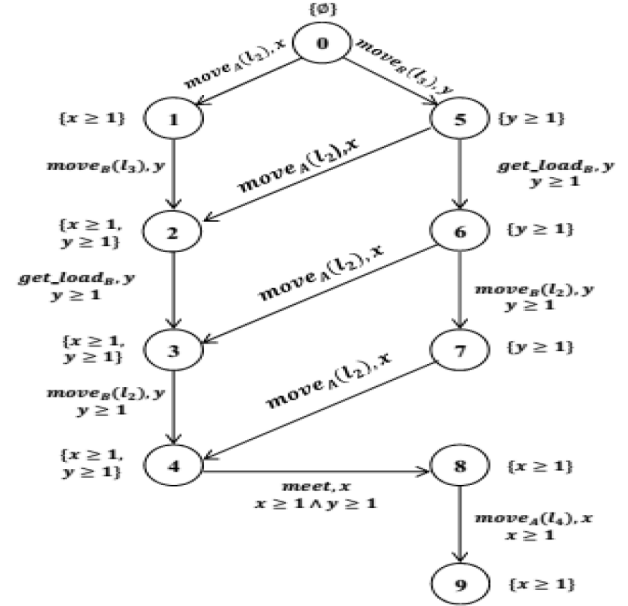 {∅}
0
move_A(l_2), x
move_B(l_3), y
{x ≥ 1}
1
5
{y ≥ 1}
move_B(l_3), y
move_A(l_2), x
get_load_B, y
y ≥ 1
{x ≥ 1,
y ≥ 1}
2
6
{y ≥ 1}
get_load_B, y
y ≥ 1
move_A(l_2), x
move_B(l_2), y
y ≥ 1
{x ≥ 1,
y ≥ 1}
3
7
{y ≥ 1}
move_B(l_2), y
y ≥ 1
move_A(l_2), x
{x ≥ 1,
y ≥ 1}
4
8
{x ≥ 1}
meet, x
x ≥ 1 ∧ y ≥ 1
move_A(l_4), x
x ≥ 1
9
{x ≥ 1}